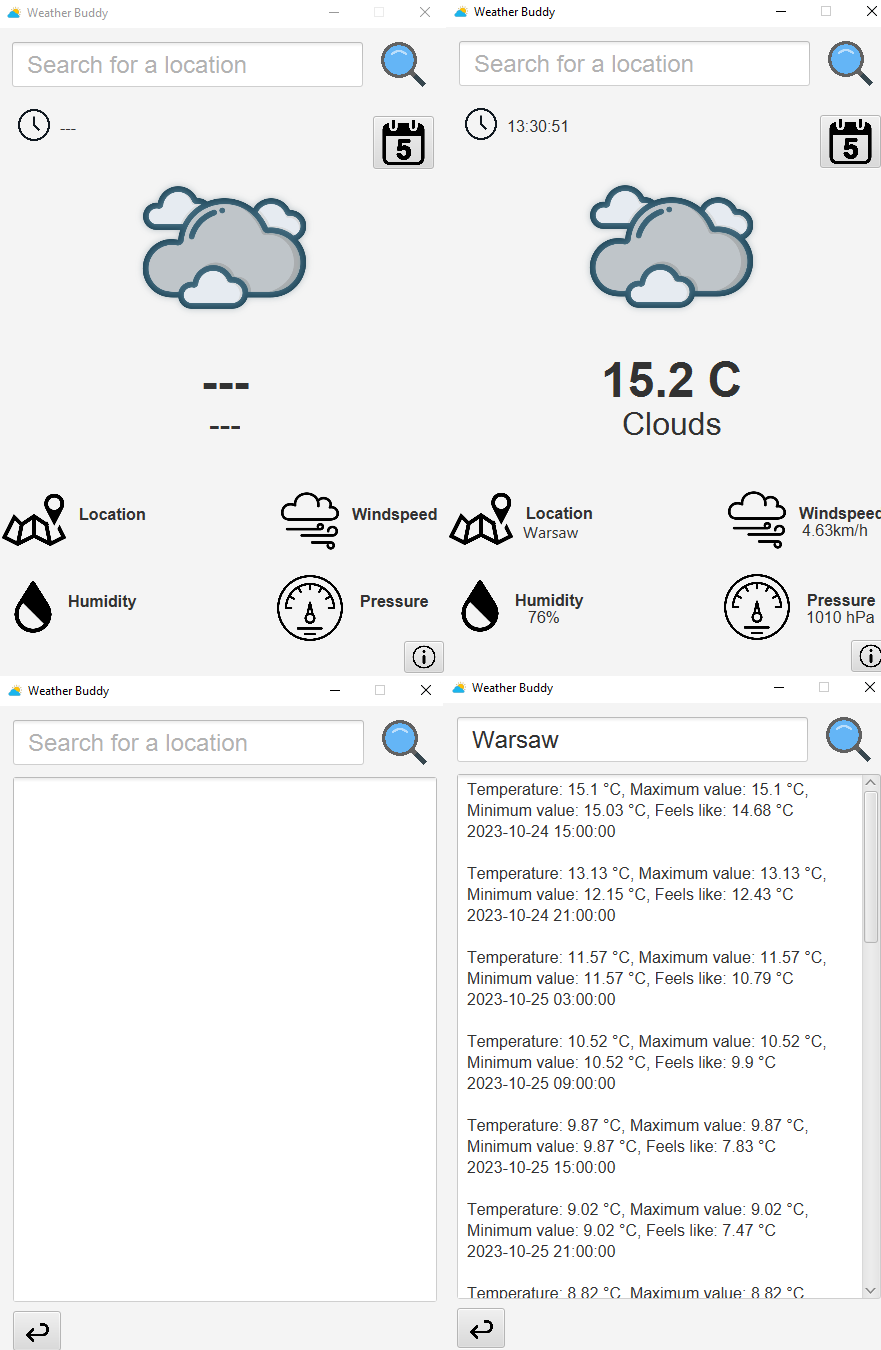 Weather Buddy
Search for a location
---
5
---
---
Location
Windspeed
Humidity
Pressure
Weather Buddy
Search for a location
13:30:51
5
15.2 C
Clouds
Location
Warsaw
Windspeed
4.63km/h
Humidity
76%
Pressure
1010 hPa
Weather Buddy
Search for a location
Weather Buddy
Warsaw
Temperature: 15.1 °C, Maximum value: 15.1 °C,
Minimum value: 15.03 °C, Feels like: 14.68 °C
2023-10-24 15:00:00
Temperature: 13.13 °C, Maximum value: 13.13 °C,
Minimum value: 12.15 °C, Feels like: 12.43 °C
2023-10-24 21:00:00
Temperature: 11.57 °C, Maximum value: 11.57 °C,
Minimum value: 11.57 °C, Feels like: 10.79 °C
2023-10-25 03:00:00
Temperature: 10.52 °C, Maximum value: 10.52 °C,
Minimum value: 10.52 °C, Feels like: 9.9 °C
2023-10-25 09:00:00
Temperature: 9.87 °C, Maximum value: 9.87 °C,
Minimum value: 9.87 °C, Feels like: 7.83 °C
2023-10-25 15:00:00
Temperature: 9.02 °C, Maximum value: 9.02 °C,
Minimum value: 9.02 °C, Feels like: 7.47 °C
2023-10-25 21:00:00
Temperature: 8.82 °C, Maximum value: 8.82 °C,